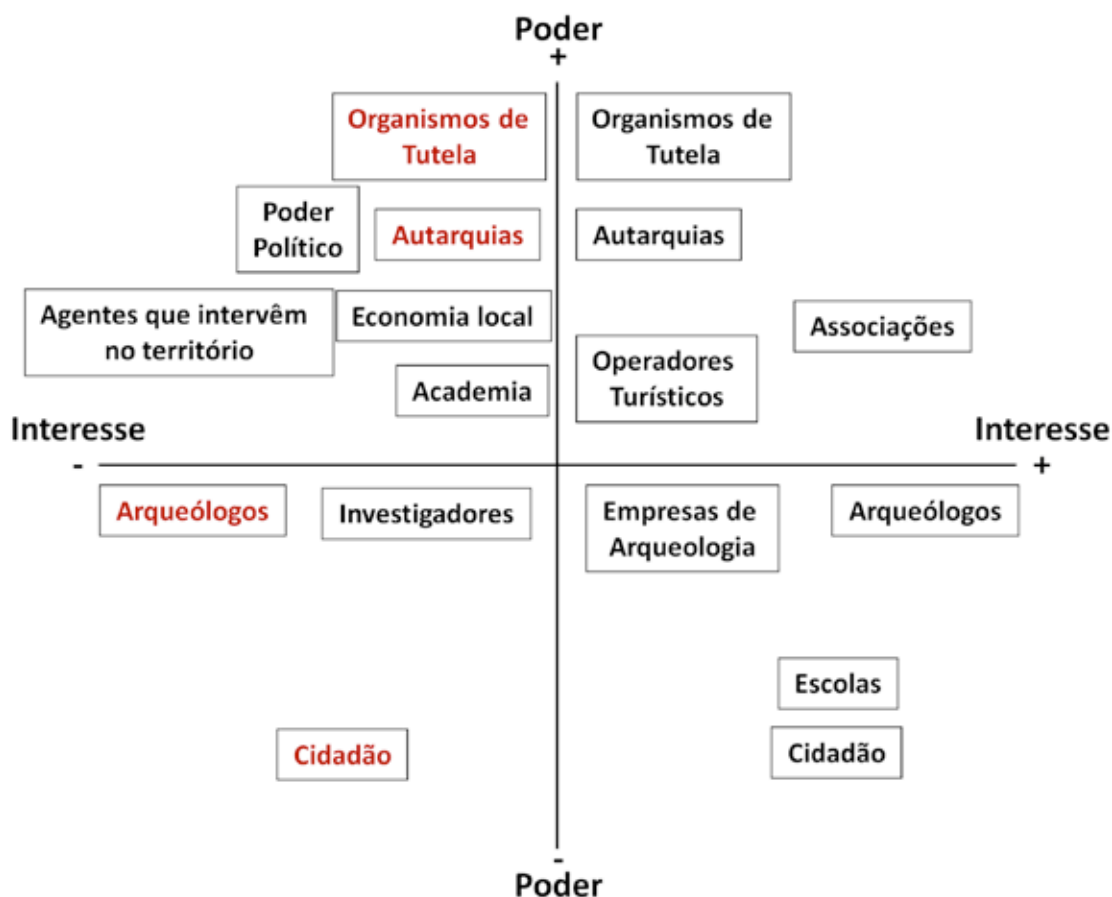 Poder
+
Organismos de
Tutela
Organismos de
Tutela
Poder
Político
Autarquias
Autarquias
Agentes que intervêm
no território
Economia local
Associações
Operadores
Turísticos
Academia
Interesse
-
Interesse
+
Arqueólogos
Investigadores
Empresas de
Arqueologia
Arqueólogos
Escolas
Cidadão
Cidadão
-
Poder